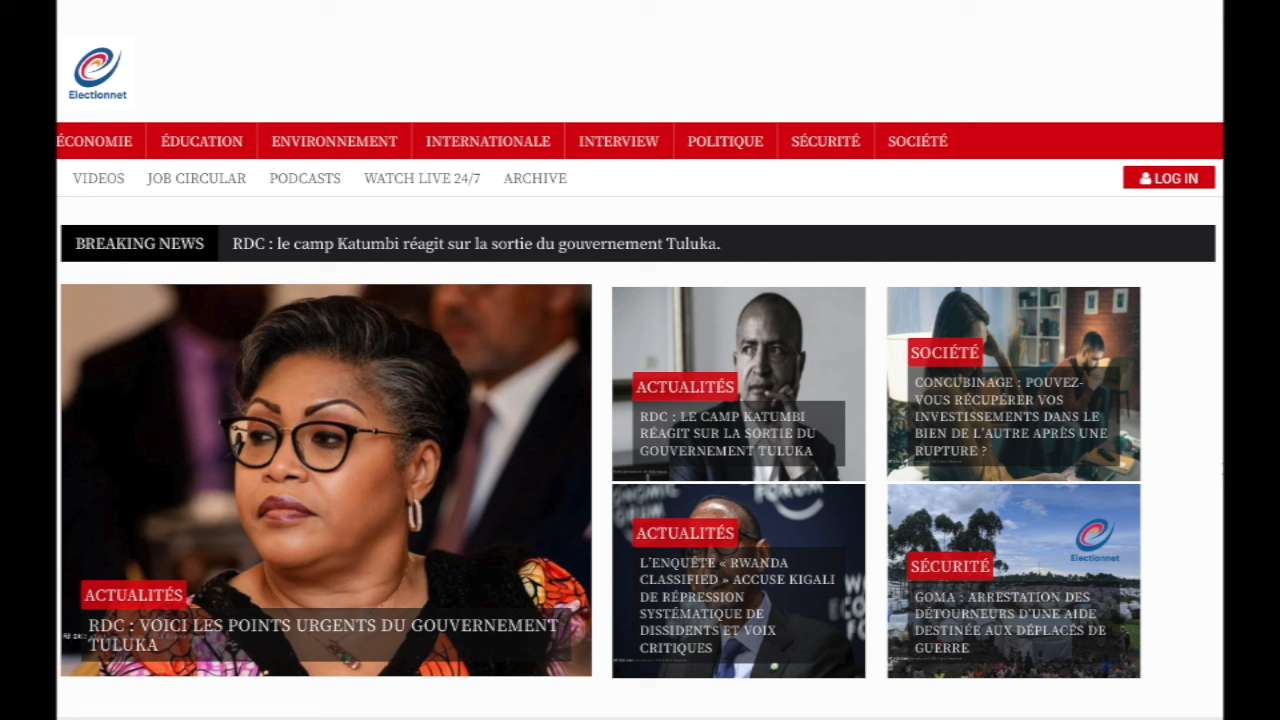 Electionnet
ÉCONOMIE ÉDUCATION ENVIRONNEMENT INTERNATIONALE INTERVIEW POLITIQUE SÉCURITÉ SOCIÉTÉ
VIDEOS JOB CIRCULAR PODCASTS WATCH LIVE 24/7 ARCHIVE LOG IN
BREAKING NEWS RDC : le camp Katumbi réagit sur la sortie du gouvernement Tuluka.
ACTUALITÉS
RDC : VOICI LES POINTS URGENTS DU GOUVERNEMENT
TULUKA
ACTUALITÉS
RDC : LE CAMP KATUMBI
RÉAGIT SUR LA SORTIE DU
GOUVERNEMENT TULUKA
SOCIÉTÉ
CONCUBINAGE : POUVEZ-
VOUS RÉCUPÉRER VOS
INVESTISSEMENTS DANS LE
BIEN DE L'AUTRE APRÈS UNE
RUPTURE ?
ACTUALITÉS
L'ENQUÊTE « RWANDA
CLASSIFIED » ACCUSE KIGALI
DE RÉPRESSION
SYSTÉMATIQUE DE
DISSIDENTS ET VOIX
CRITIQUES
Electionnet
SÉCURITÉ
GOMA : ARRESTATION DES
DÉTOURNEURS D'UNE AIDE
DESTINÉE AUX DÉPLACÉS DE
GUERRE